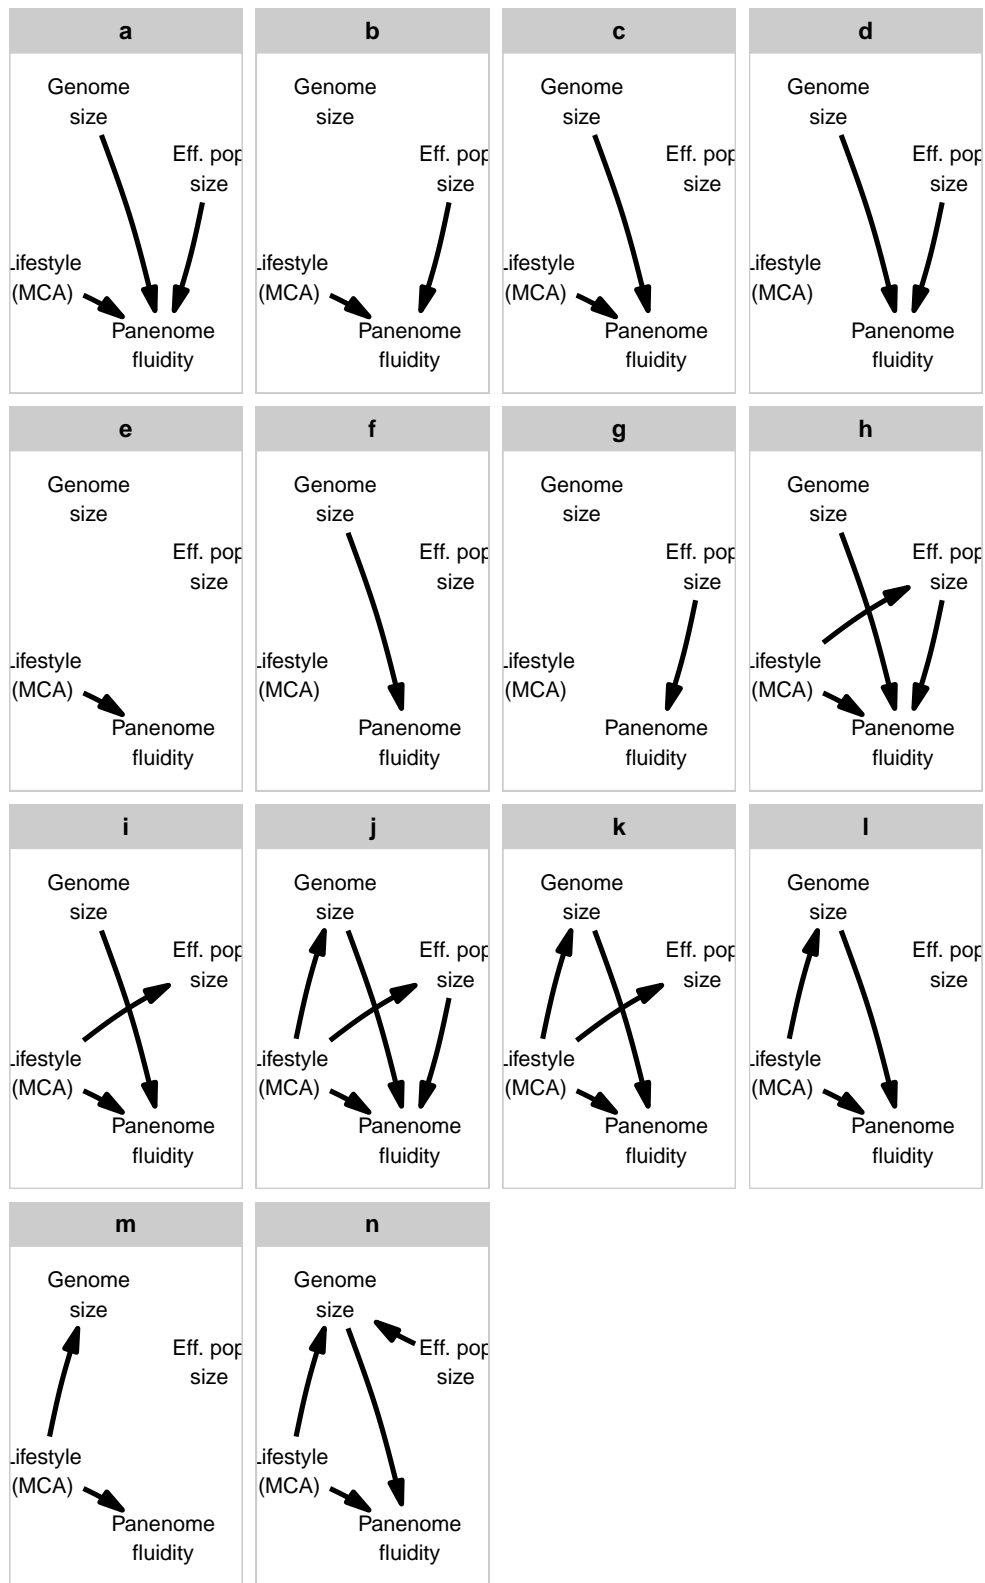 a
Genome
size
Eff. pop
size
Lifestyle
(MCA)
Panenome
fluidity
b
Genome
size
Eff. pop
size
Lifestyle
(MCA)
Panenome
fluidity
c
Genome
size
Eff. pop
size
Lifestyle
(MCA)
Panenome
fluidity
d
Genome
size
Eff. pop
size
Lifestyle
(MCA)
Panenome
fluidity
e
Genome
size
Eff. pop
size
Lifestyle
(MCA)
Panenome
fluidity
f
Genome
size
Eff. pop
size
Lifestyle
(MCA)
Panenome
fluidity
g
Genome
size
Eff. pop
size
Lifestyle
(MCA)
Panenome
fluidity
h
Genome
size
Eff. pop
size
Lifestyle
(MCA)
Panenome
fluidity
i
Genome
size
Eff. pop
size
Lifestyle
(MCA)
Panenome
fluidity
j
Genome
size
Eff. pop
size
Lifestyle
(MCA)
Panenome
fluidity
k
Genome
size
Eff. pop
size
Lifestyle
(MCA)
Panenome
fluidity
l
Genome
size
Eff. pop
size
Lifestyle
(MCA)
Panenome
fluidity
m
Genome
size
Eff. pop
size
Lifestyle
(MCA)
Panenome
fluidity
n
Genome
size
Eff. pop
size
Lifestyle
(MCA)
Panenome
fluidity